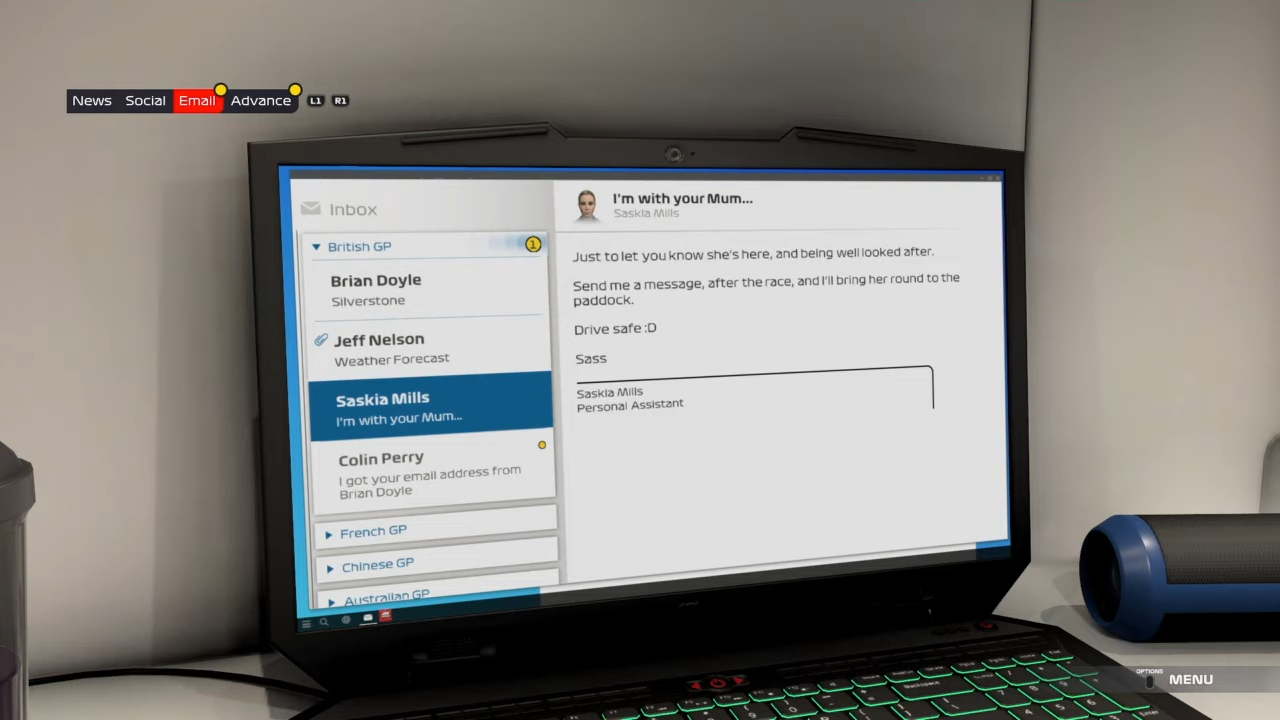 News Social Email Advance L1 R1
Inbox
British GP 1
Brian Doyle
Silverstone
Jeff Nelson
Weather Forecast
Saskia Mills
I'm with your Mum...
Colin Perry
I got your email address from
Brian Doyle
French GP
Chinese GP
Australian GP
I'm with your Mum...
Saskia Mills
Just to let you know she's here, and being well looked after.
Send me a message, after the race, and I'll bring her round to the
paddock.
Drive safe :D
Sass
Saskia Mills
Personal Assistant
Backspace
Enter
OPTIONS
MENU